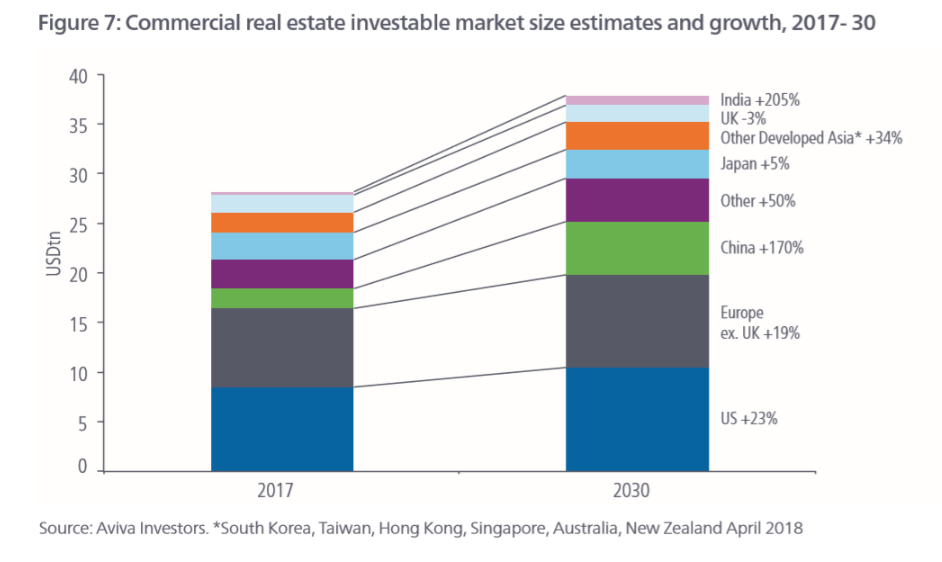 Figure 7: Commercial real estate investable market size estimates and growth, 2017- 30
40
35
30
25
20
15
10
5
0
USDtn
India +205%
UK -3%
Other Developed Asia* +34%
Japan +5%
Other +50%
China +170%
Europe
ex. UK +19%
US +23%
2017
2030
Source: Aviva Investors. *South Korea, Taiwan, Hong Kong, Singapore, Australia, New Zealand April 2018